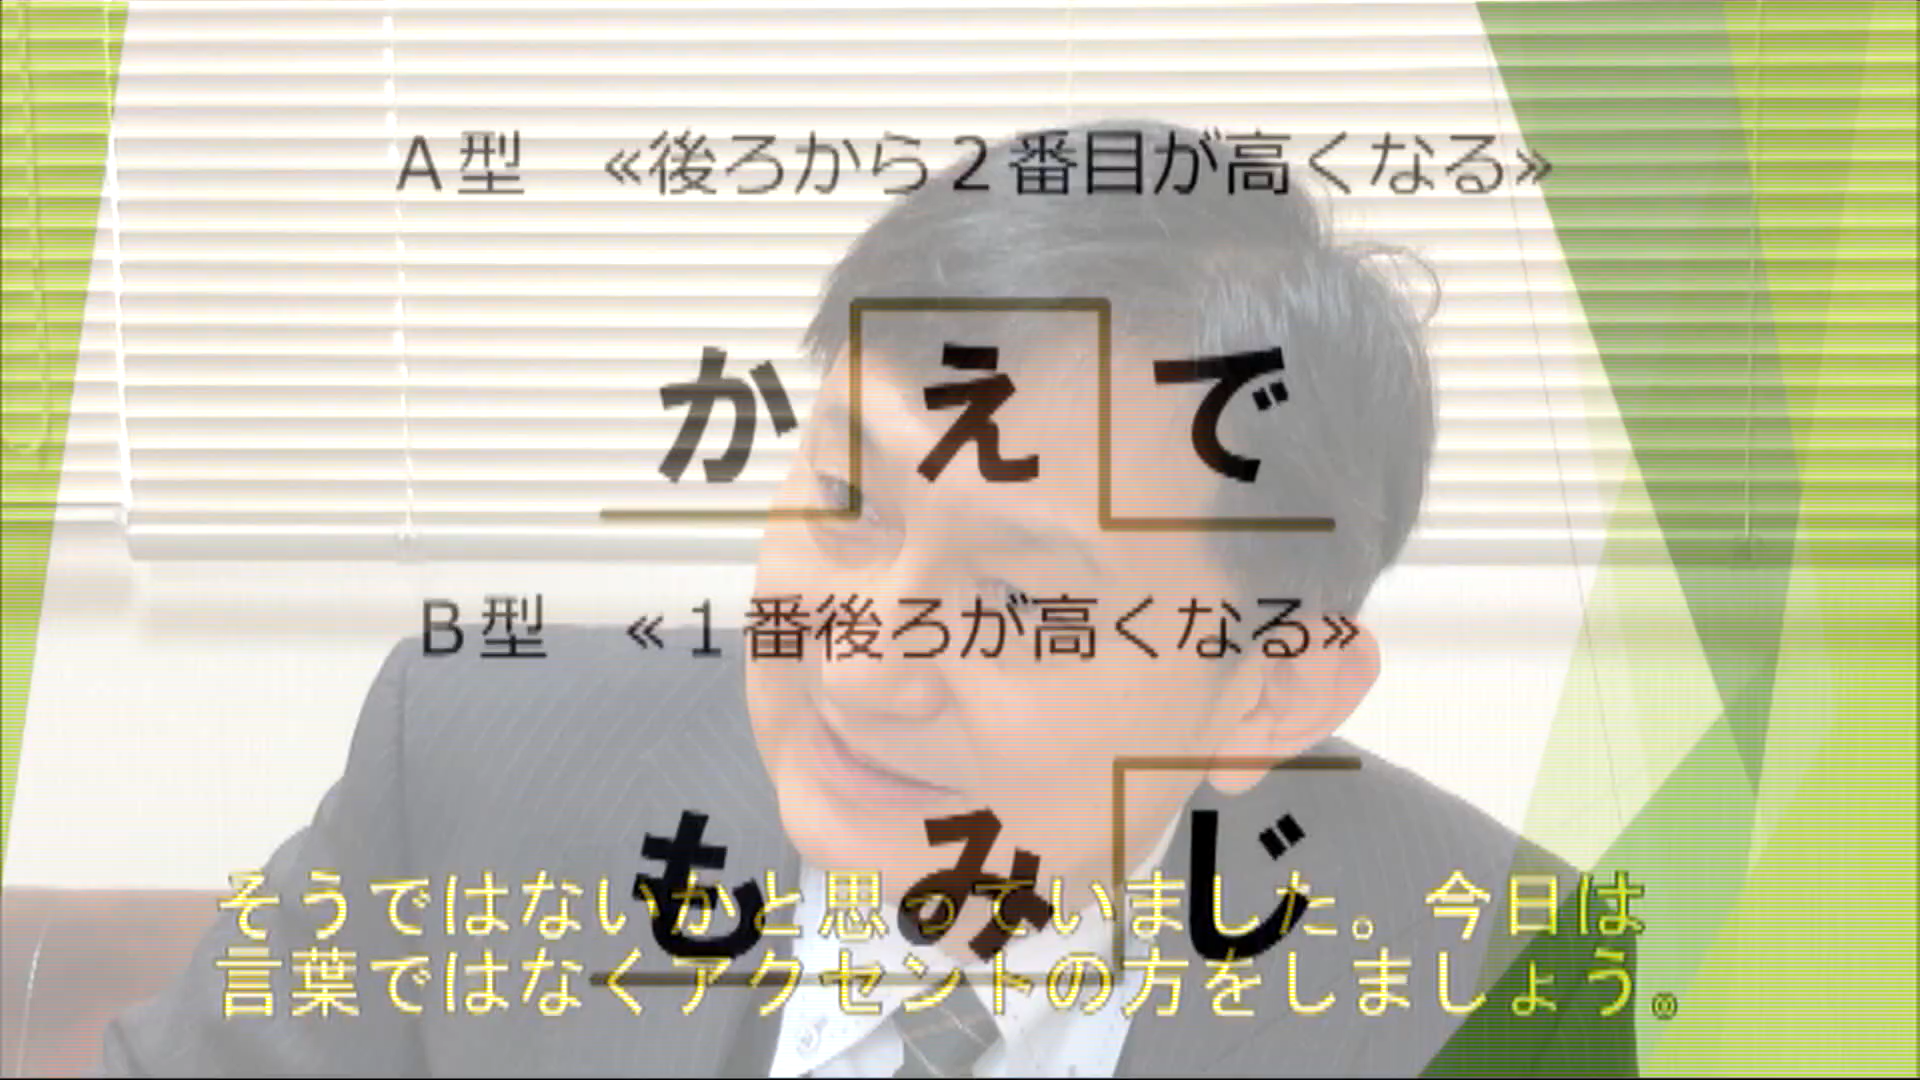 A型　≪後ろから２番目が高くなる≫
かえで
B型　≪１番後ろが高くなる≫
もみじ
そうではないかと思っていました。今日は
言葉ではなくアクセントの方をしましょう。